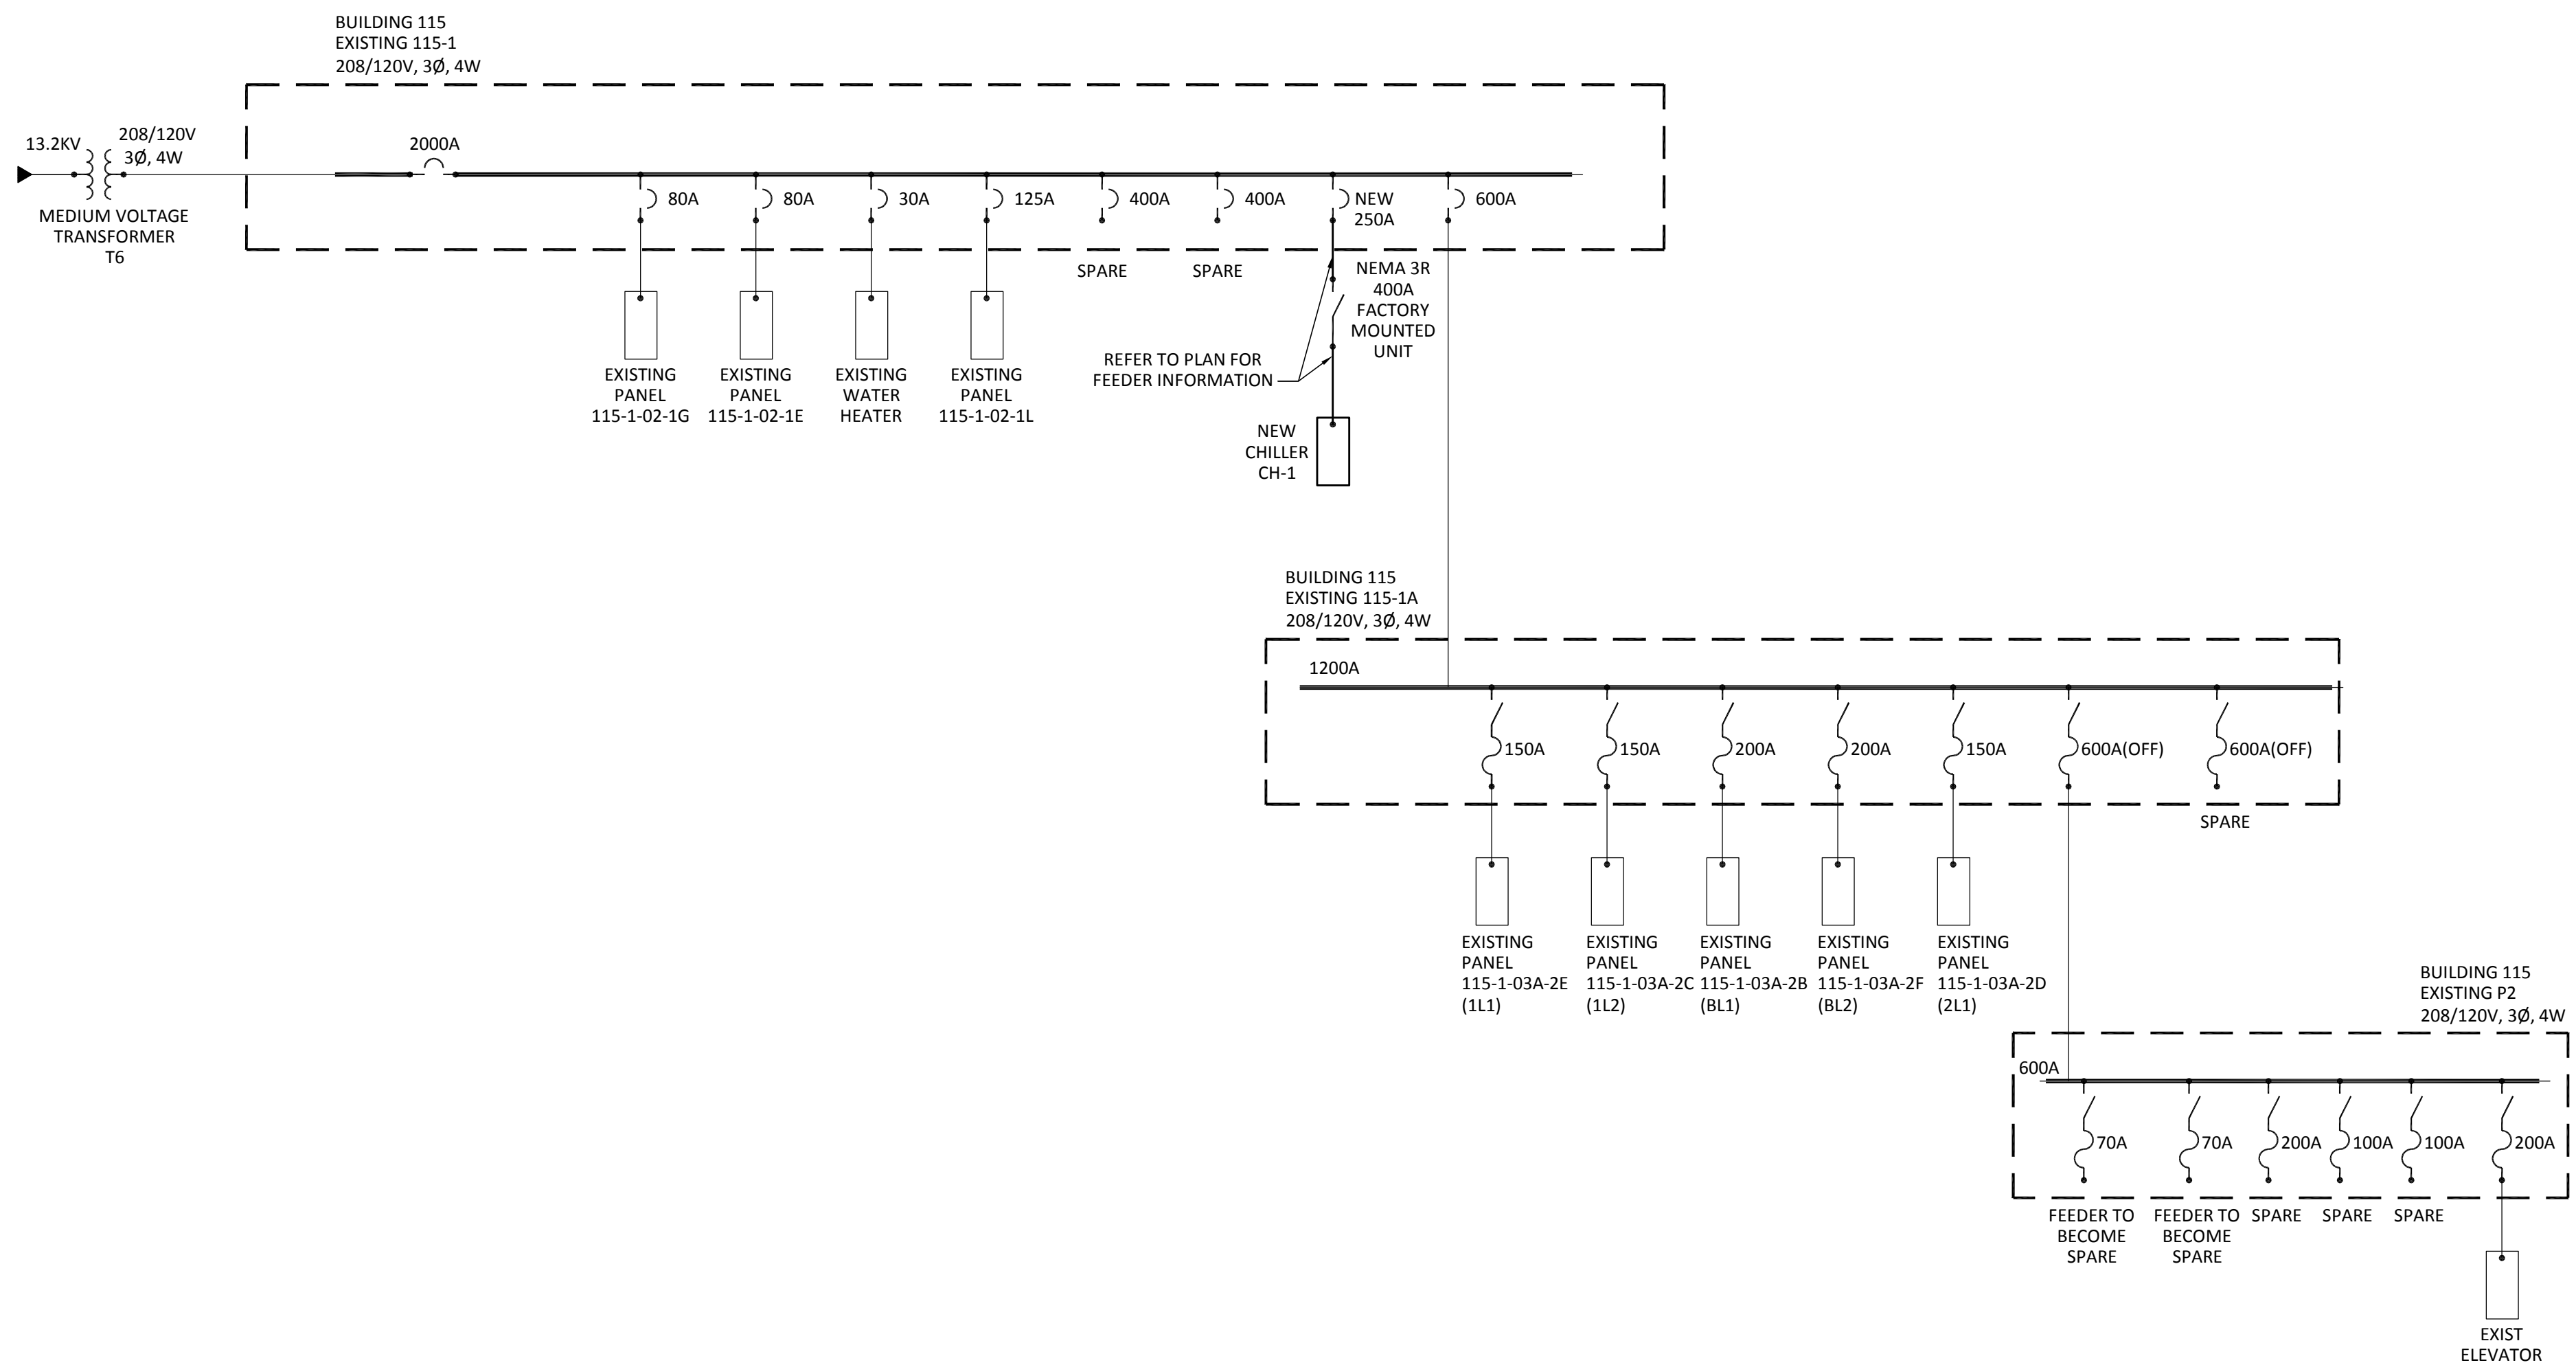 BUILDING 115
EXISTING 115-1
208/120V, 3Ø, 4W
13.2KV
208/120V
3Ø, 4W
MEDIUM VOLTAGE
TRANSFORMER
T6
2000A
80A
80A
30A
125A
400A
400A
NEW
250A
600A
EXISTING
PANEL
115-1-02-1G
EXISTING
PANEL
115-1-02-1E
EXISTING
WATER
HEATER
EXISTING
PANEL
115-1-02-1L
SPARE
SPARE
NEMA 3R
400A
FACTORY
MOUNTED
UNIT
REFER TO PLAN FOR
FEEDER INFORMATION
NEW
CHILLER
CH-1
BUILDING 115
EXISTING 115-1A
208/120V, 3Ø, 4W
1200A
150A
150A
200A
200A
150A
600A(OFF)
600A(OFF)
SPARE
EXISTING
PANEL
115-1-03A-2E
(1L1)
EXISTING
PANEL
115-1-03A-2C
(1L2)
EXISTING
PANEL
115-1-03A-2B
(BL1)
EXISTING
PANEL
115-1-03A-2F
(BL2)
EXISTING
PANEL
115-1-03A-2D
(2L1)
BUILDING 115
EXISTING P2
208/120V, 3Ø, 4W
600A
70A
70A
200A
100A
100A
200A
FEEDER TO
BECOME
SPARE
FEEDER TO
BECOME
SPARE
SPARE
SPARE
SPARE
EXIST
ELEVATOR